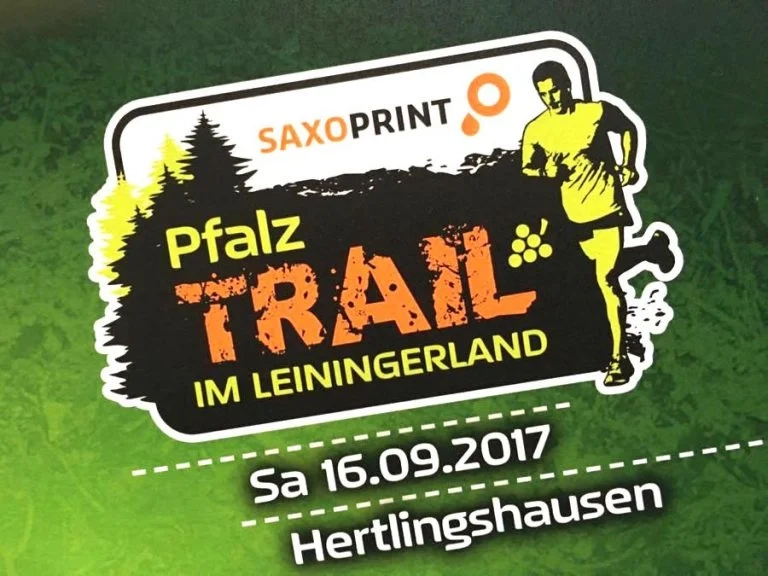 SAXOPRINT
Pfalz
TRAIL
IM LEININGERLAND
Sa 16.09.2017
Hertlingshausen